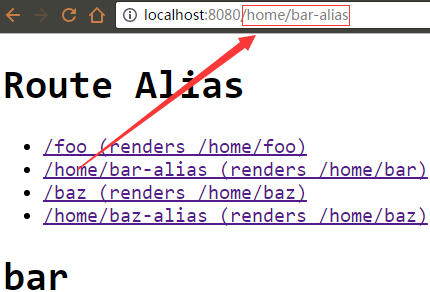 localhost:8080/home/bar-alias
Route Alias
/foo (renders /home/foo)
/home/bar-alias (renders /home/bar)
/baz (renders /home/baz)
/home/baz-alias (renders /home/baz)
bar